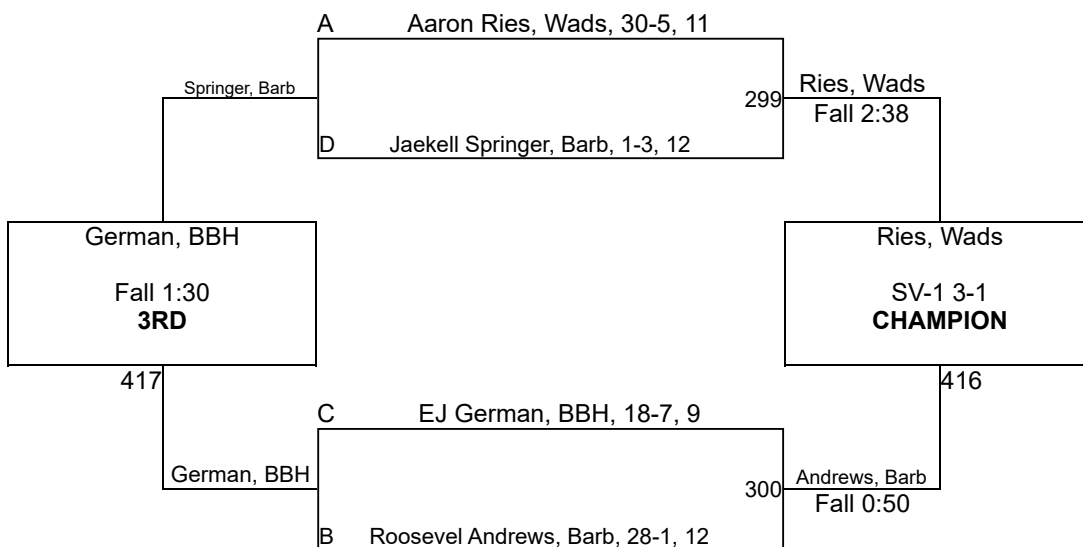 A Aaron Ries, Wads, 30-5, 11
Springer, Barb
299
Ries, Wads
Fall 2:38
D Jaekell Springer, Barb, 1-3, 12
German, BBH
Fall 1:30
3RD
417
Ries, Wads
SV-1 3-1
CHAMPION
416
C EJ German, BBH, 18-7, 9
German, BBH
300
Andrews, Barb
Fall 0:50
B Roosevel Andrews, Barb, 28-1, 12